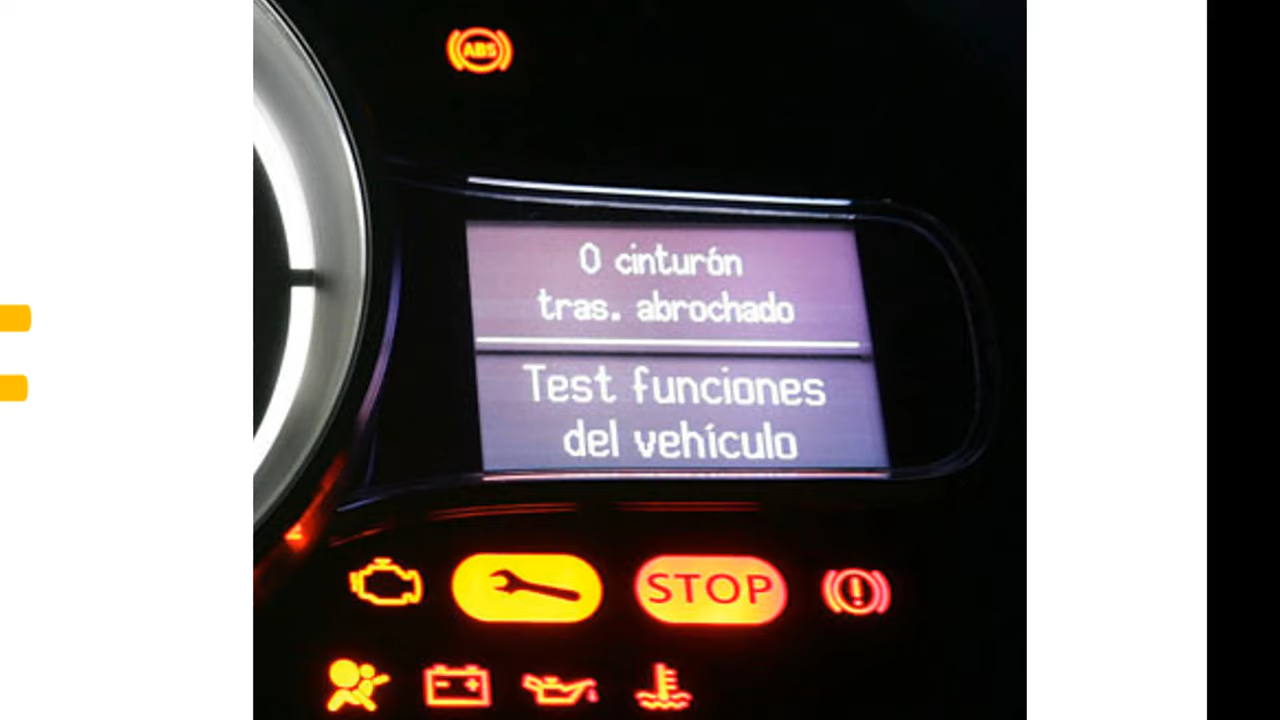 ABS
0 cinturón
tras. abrochado
Test funciones
del vehículo
STOP